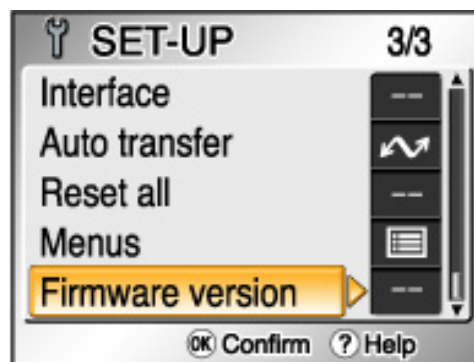 SET-UP 3/3
Interface --
Auto transfer
Reset all --
Menus
Firmware version --
OK Confirm ? Help